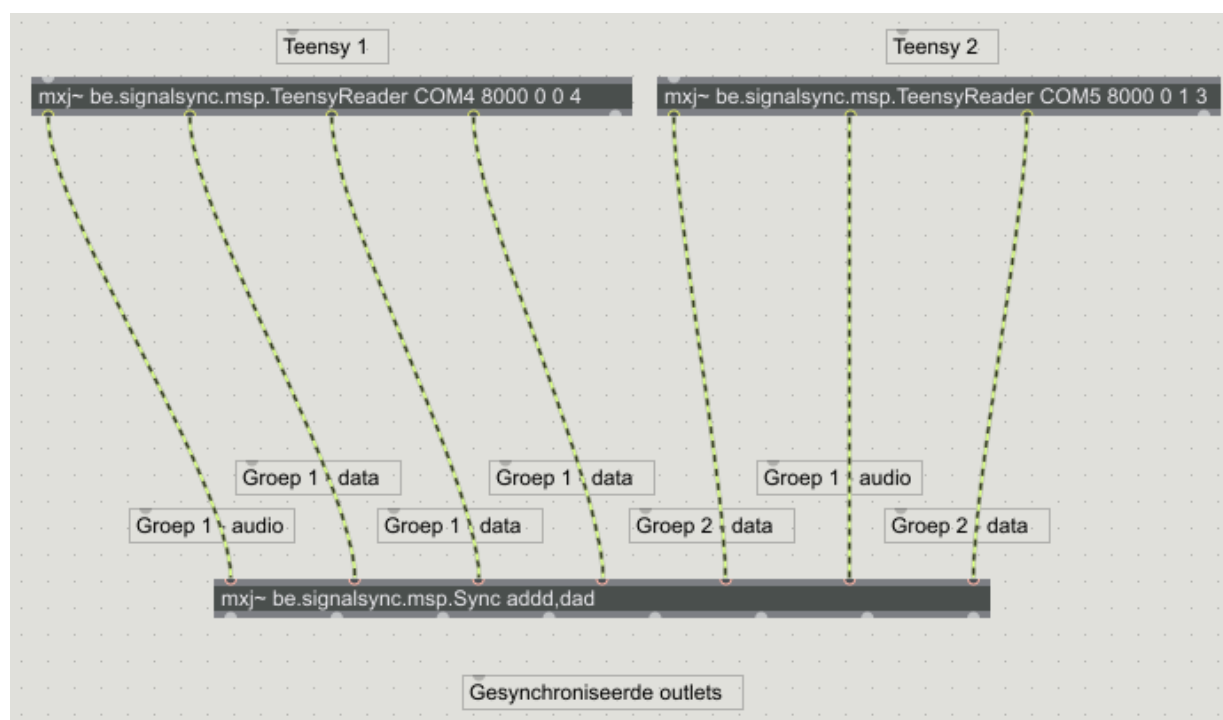 Teensy 1
Teensy 2
mxj~ be.signalsync.msp.TeensyReader COM4 8000 0 0 4
mxj~ be.signalsync.msp.TeensyReader COM5 8000 0 1 3
Groep 1 - data
Groep 1 - data
Groep 1 - audio
Groep 1 - audio
Groep 1 - data
Groep 2 - data
Groep 2 - data
mxj~ be.signalsync.msp.Sync addd,dad
Gesynchroniseerde outlets